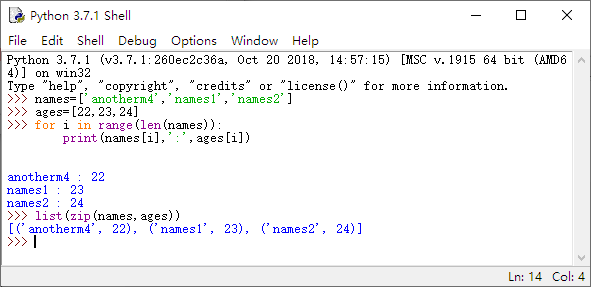 Python 3.7.1 Shell
File Edit Shell Debug Options Window Help
Python 3.7.1 (v3.7.1:260ec2c36a, Oct 20 2018, 14:57:15) [MSC v.1915 64 bit (AMD6
4)] on win32
Type "help", "copyright", "credits" or "license()" for more information.
>>> names=['anotherm4','names1','names2']
>>> ages=[22,23,24]
>>> for i in range(len(names)):
        print(names[i],':',ages[i])
anotherm4 : 22
names1 : 23
names2 : 24
>>> list(zip(names,ages))
[('anotherm4', 22), ('names1', 23), ('names2', 24)]
>>>
Ln: 14 Col: 4